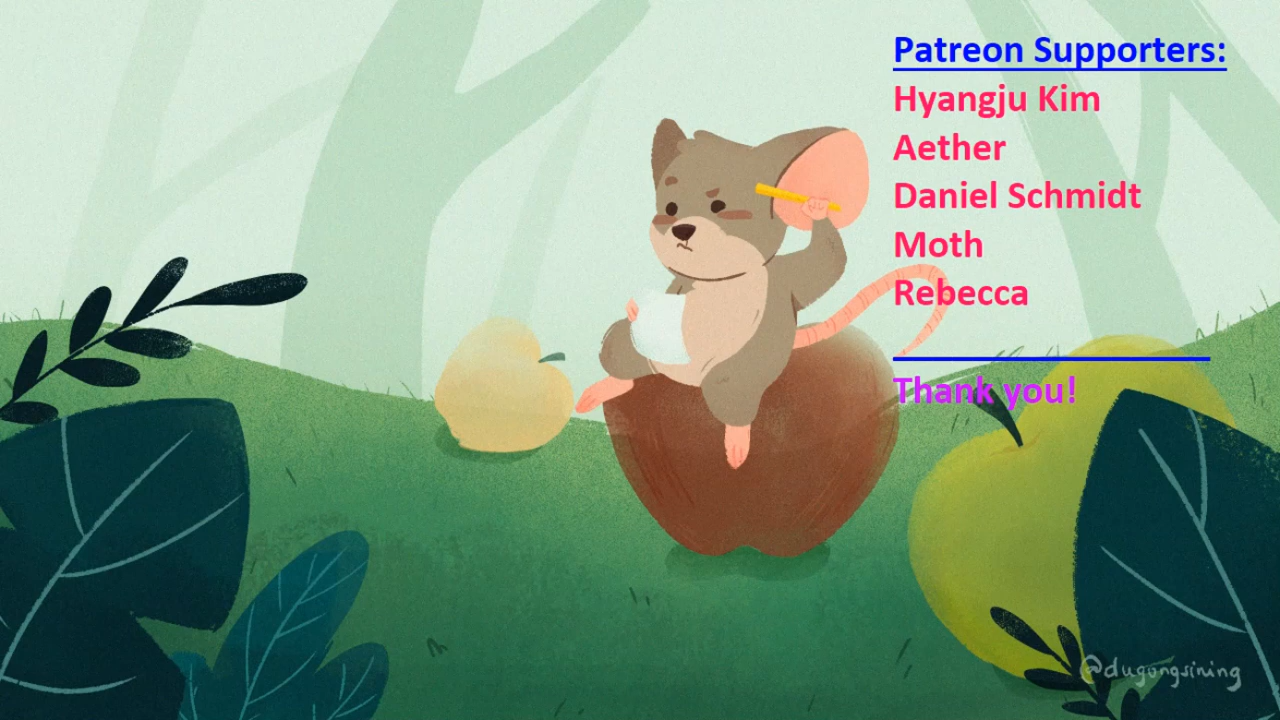 Patreon Supporters:
Hyangju Kim
Aether
Daniel Schmidt
Moth
Rebecca
Thank you!
@dugongsining